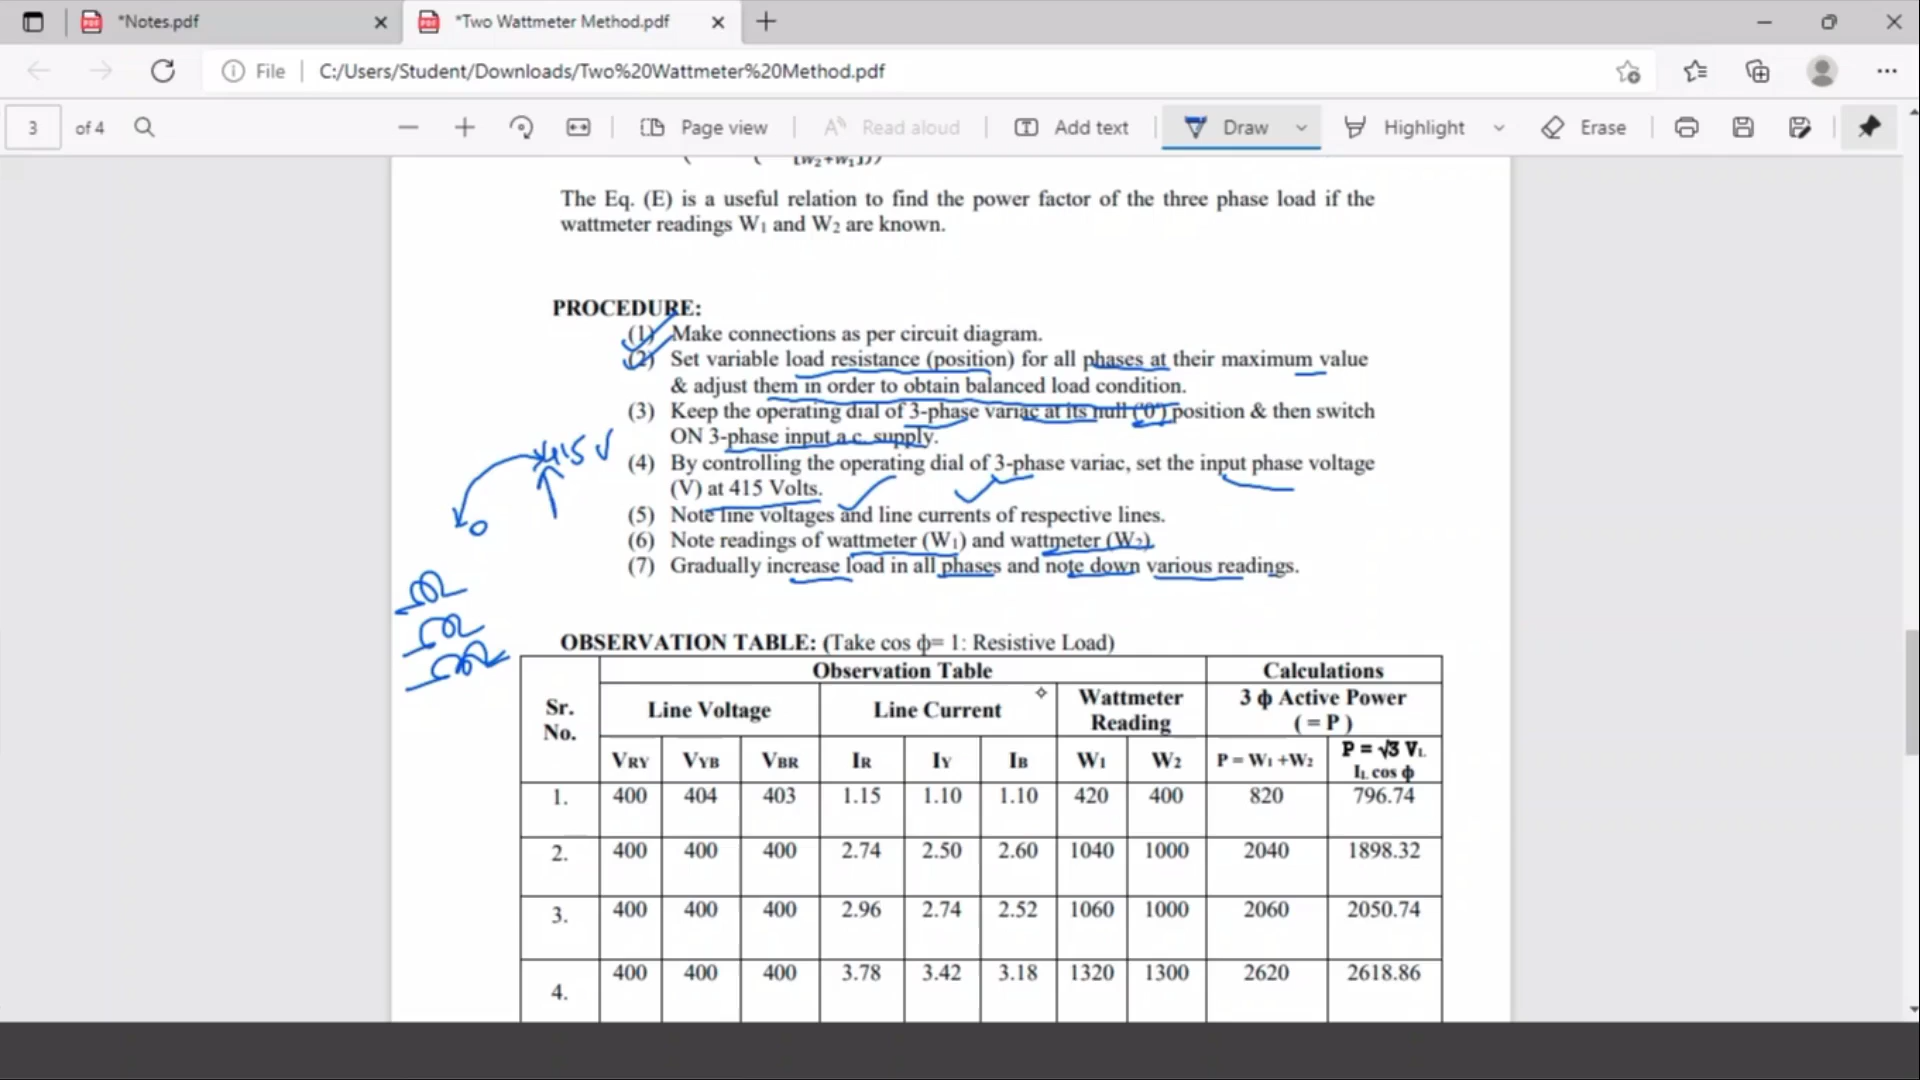 *Notes.pdf
*Two Wattmeter Method.pdf
File
C:/Users/Student/Downloads/Two%20Wattmeter%20Method.pdf
3 of 4
Page view
Read aloud
Add text
Draw
Highlight
Erase
[W₂+W₁]
The Eq. (E) is a useful relation to find the power factor of the three phase load if the
wattmeter readings W₁ and W₂ are known.
PROCEDURE:
(1) Make connections as per circuit diagram.
(2) Set variable load resistance (position) for all phases at their maximum value
& adjust them in order to obtain balanced load condition.
(3) Keep the operating dial of 3-phase variac at its null ('0') position & then switch
ON 3-phase input a.c. supply.
415 V
(4) By controlling the operating dial of 3-phase variac, set the input phase voltage
(V) at 415 Volts.
0
(5) Note line voltages and line currents of respective lines.
(6) Note readings of wattmeter (W₁) and wattmeter (W₂).
(7) Gradually increase load in all phases and note down various readings.
OBSERVATION TABLE: (Take cos ϕ= 1: Resistive Load)
Sr. No.
Observation Table
Calculations
Line Voltage
Line Current
Wattmeter Reading
3 ϕ Active Power ( = P )
VRY VYB VBR IR IY IB W₁ W₂ P = W₁ +W₂ P = √3 VL IL cos ϕ
1. 400 404 403 1.15 1.10 1.10 420 400 820 796.74
2. 400 400 400 2.74 2.50 2.60 1040 1000 2040 1898.32
3. 400 400 400 2.96 2.74 2.52 1060 1000 2060 2050.74
4. 400 400 400 3.78 3.42 3.18 1320 1300 2620 2618.86